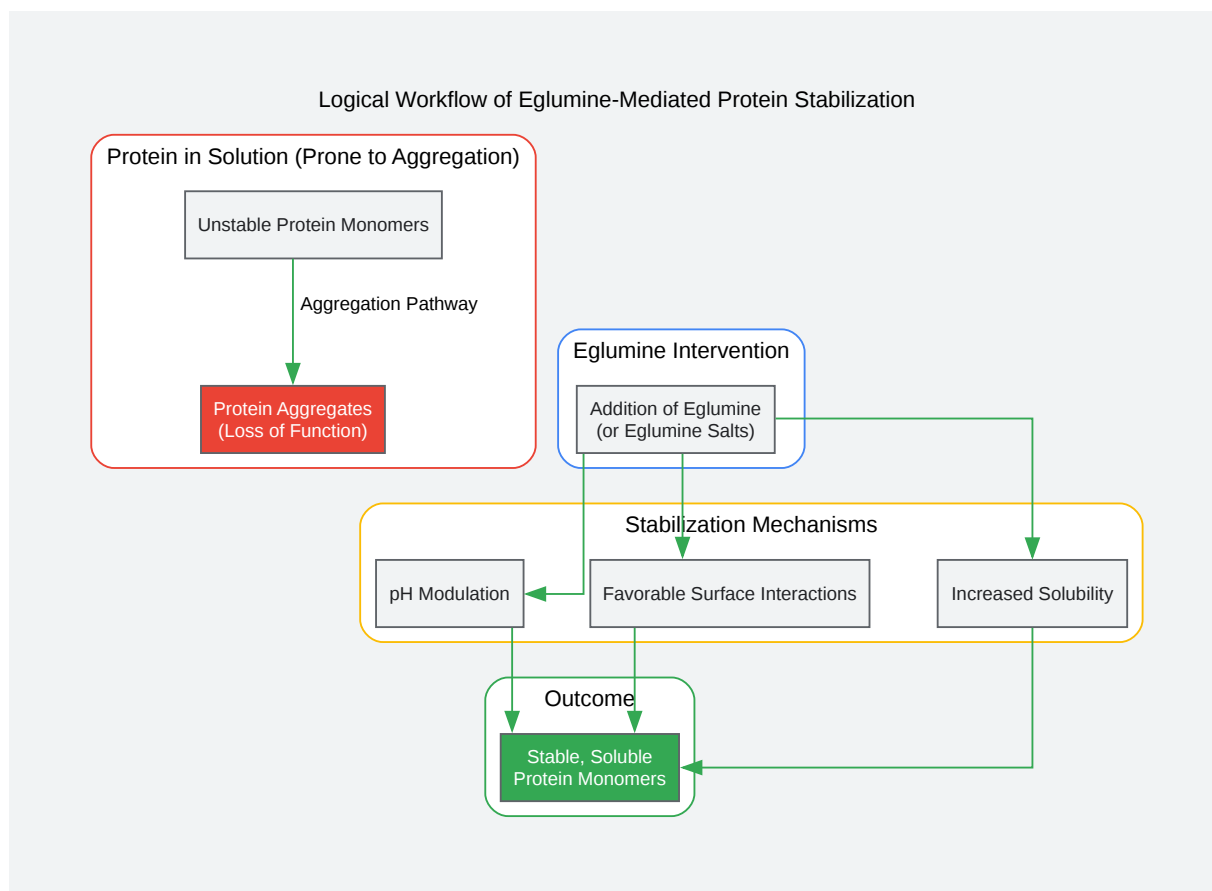 Logical Workflow of Eglumine-Mediated Protein Stabilization
Protein in Solution (Prone to Aggregation)
Unstable Protein Monomers
Aggregation Pathway
Protein Aggregates
(Loss of Function)
Eglumine Intervention
Addition of Eglumine
(or Eglumine Salts)
Stabilization Mechanisms
pH Modulation
Favorable Surface Interactions
Increased Solubility
Outcome
Stable, Soluble
Protein Monomers